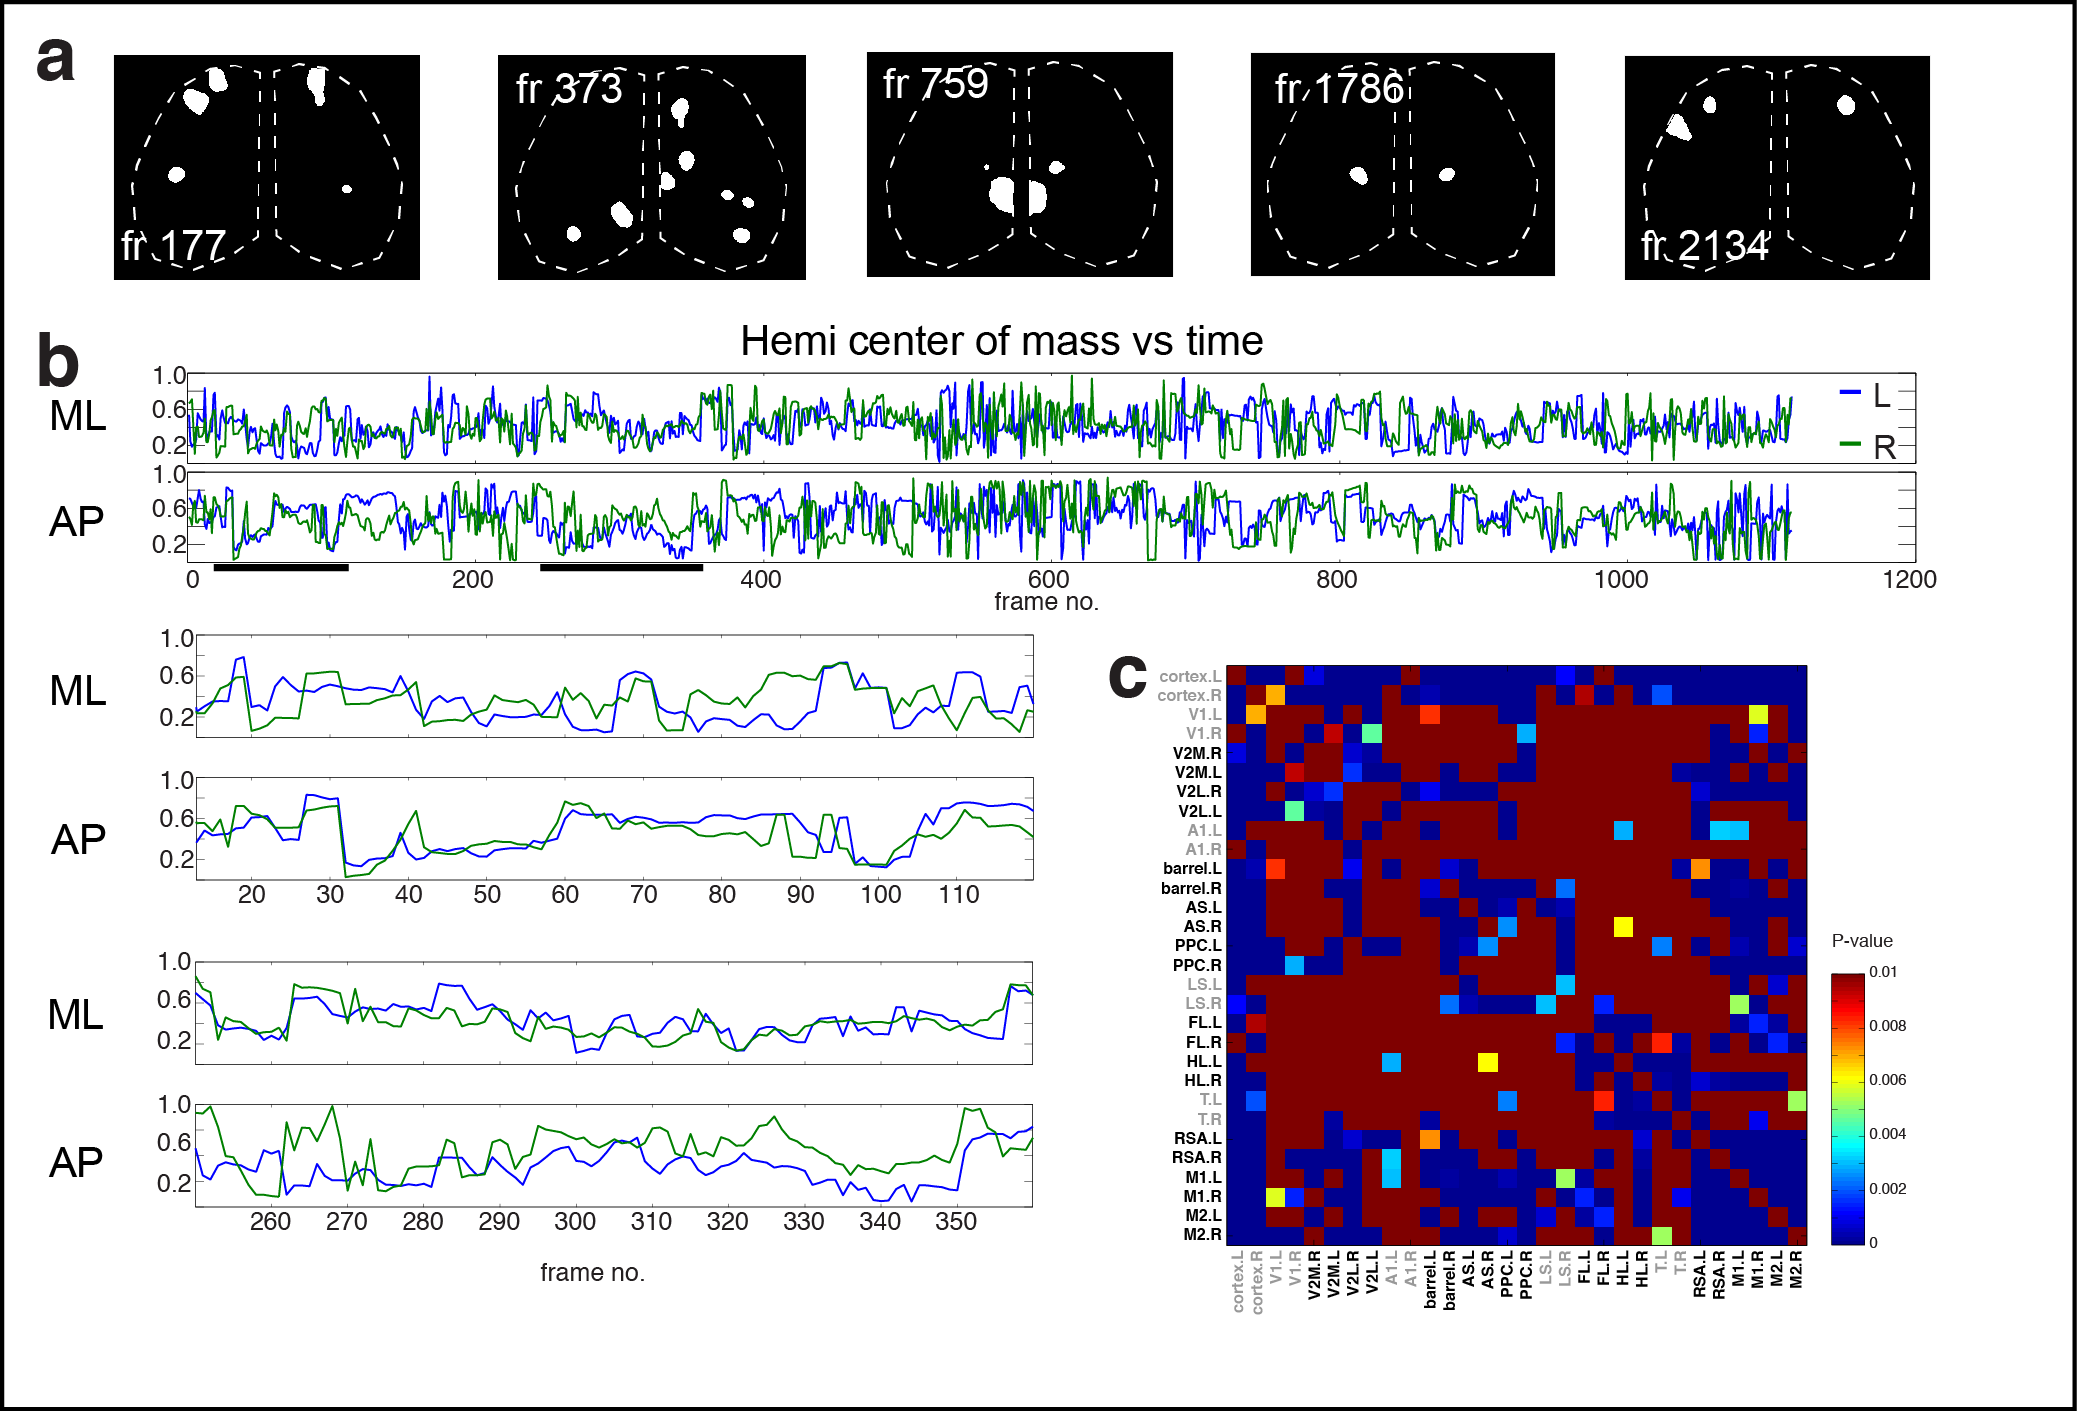 a
fr 177
fr 373
fr 759
fr 1786
fr 2134
b
Hemi center of mass vs time
ML
1.0
0.6
0.2
L
R
AP
1.0
0.6
0.2
0 200 400 600 800 1000 1200
frame no.
ML
1.0
0.6
0.2
AP
1.0
0.6
0.2
20 30 40 50 60 70 80 90 100 110
ML
1.0
0.6
0.2
AP
1.0
0.6
0.2
260 270 280 290 300 310 320 330 340 350
frame no.
c
cortex.L
cortex.R
V1.L
V1.R
V2M.R
V2M.L
V2L.R
V2L.L
A1.L
A1.R
barrel.L
barrel.R
AS.L
AS.R
PPC.L
PPC.R
LS.L
LS.R
FL.L
FL.R
HL.L
HL.R
T.L
T.R
RSA.L
RSA.R
M1.L
M1.R
M2.L
M2.R
cortex.L
cortex.R
V1.L
V1.R
V2M.R
V2M.L
V2L.R
V2L.L
A1.L
A1.R
barrel.L
barrel.R
AS.L
AS.R
PPC.L
PPC.R
LS.L
LS.R
FL.L
FL.R
HL.L
HL.R
T.L
T.R
RSA.L
RSA.R
M1.L
M1.R
M2.L
M2.R
P-value
0.01
0.008
0.006
0.004
0.002
0